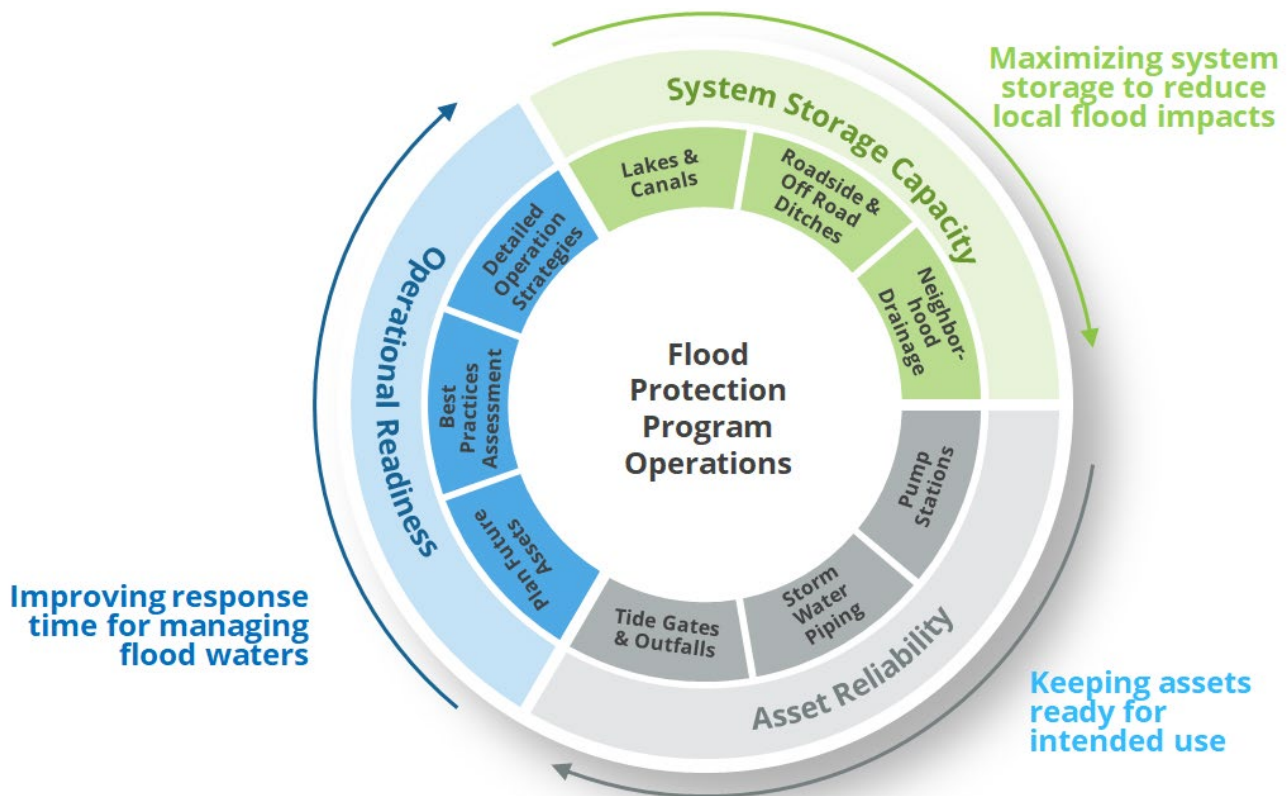 Maximizing system
storage to reduce
local flood impacts
System Storage Capacity
Lakes &
Canals
Roadside &
Off Road
Ditches
Neighbor-
hood
Drainage
Operational Readiness
Detailed
Operation
Strategies
Best
Practices
Assessment
Plan Future
Assets
Flood
Protection
Program
Operations
Pump
Stations
Storm
Water
Piping
Tide Gates
& Outfalls
Asset Reliability
Improving response
time for managing
flood waters
Keeping assets
ready for
intended use